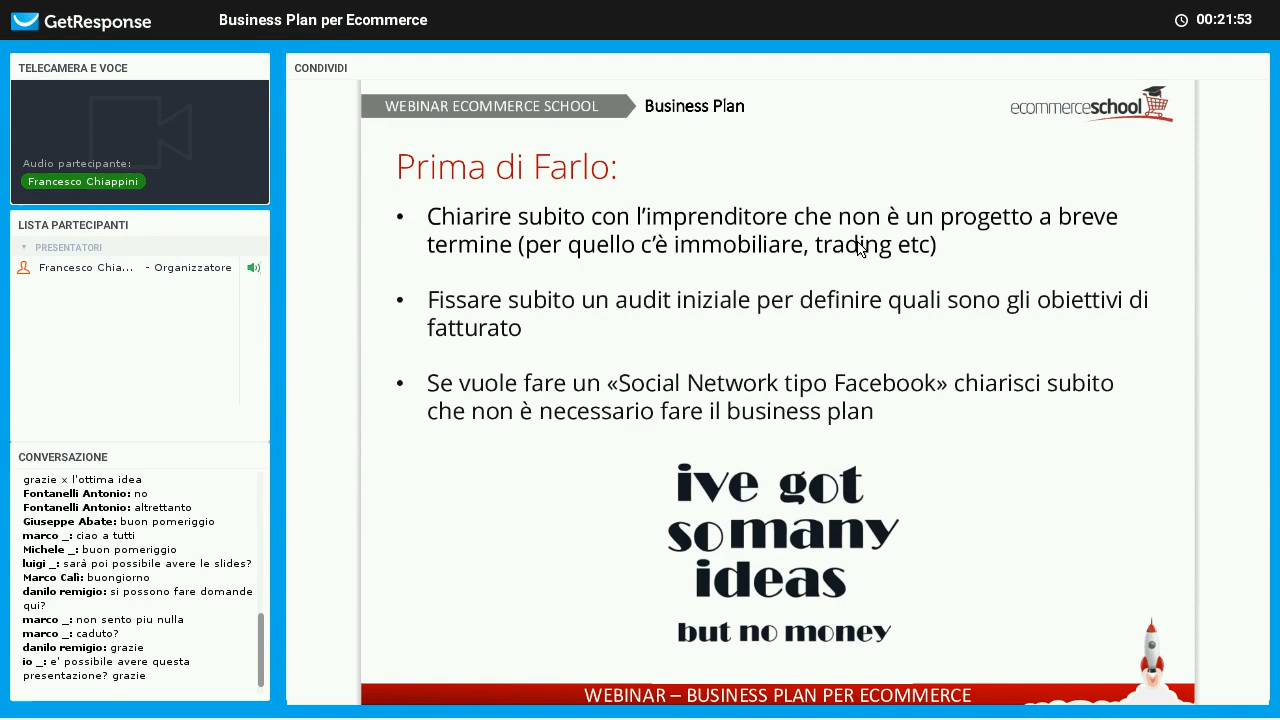 GetResponse
Business Plan per Ecommerce
00:21:53
TELECAMERA E VOCE
Audio partecipante:
Francesco Chiappini
LISTA PARTECIPANTI
PRESENTATORI
Francesco Chia... - Organizzatore
CONVERSAZIONE
grazie x l'ottima idea
Fontanelli Antonio: no
Fontanelli Antonio: altrettanto
Giuseppe Abate: buon pomeriggio
marco _: ciao a tutti
Michele _: buon pomeriggio
luigi _: sarà poi possibile avere le slides?
Marco Calì: buongiorno
danilo remigio: si possono fare domande
qui?
marco _: non sento piu nulla
marco _: caduto?
danilo remigio: grazie
io _: e' possibile avere questa
presentazione? grazie
CONDIVIDI
WEBINAR ECOMMERCE SCHOOL
Business Plan
ecommerceschool
Prima di Farlo:
• Chiarire subito con l'imprenditore che non è un progetto a breve
termine (per quello c'è immobiliare, trading etc)
• Fissare subito un audit iniziale per definire quali sono gli obiettivi di
fatturato
• Se vuole fare un «Social Network tipo Facebook» chiarisci subito
che non è necessario fare il business plan
ive got
so many
ideas
but no money
WEBINAR – BUSINESS PLAN PER ECOMMERCE